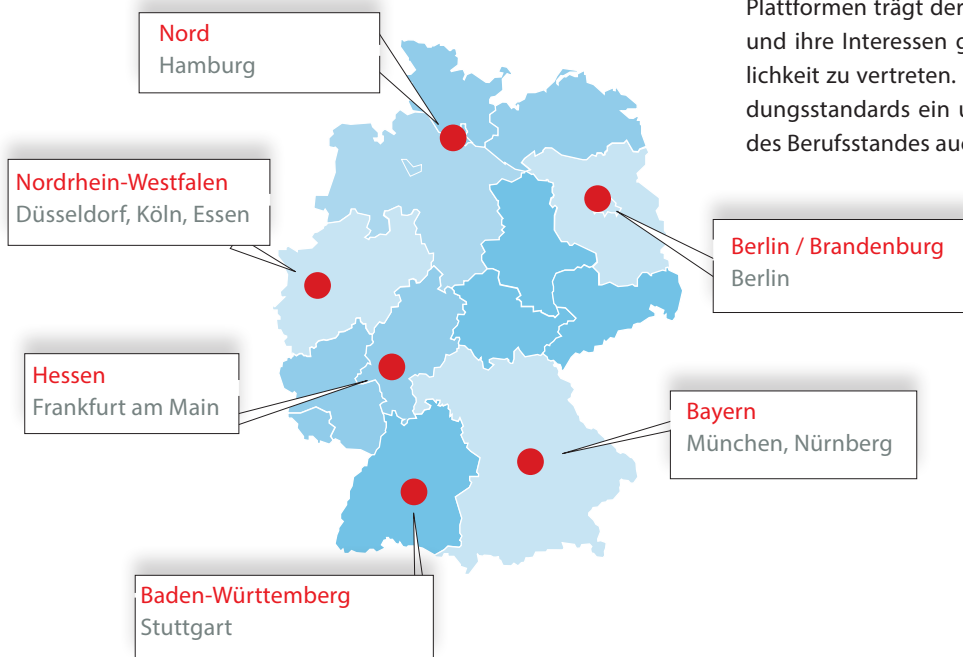 Plattformen trägt der
und ihre Interessen g
lichkeit zu vertreten.
dungsstandards ein u
des Berufsstandes auc
Nord
Hamburg
Nordrhein-Westfalen
Düsseldorf, Köln, Essen
Berlin / Brandenburg
Berlin
Hessen
Frankfurt am Main
Bayern
München, Nürnberg
Baden-Württemberg
Stuttgart